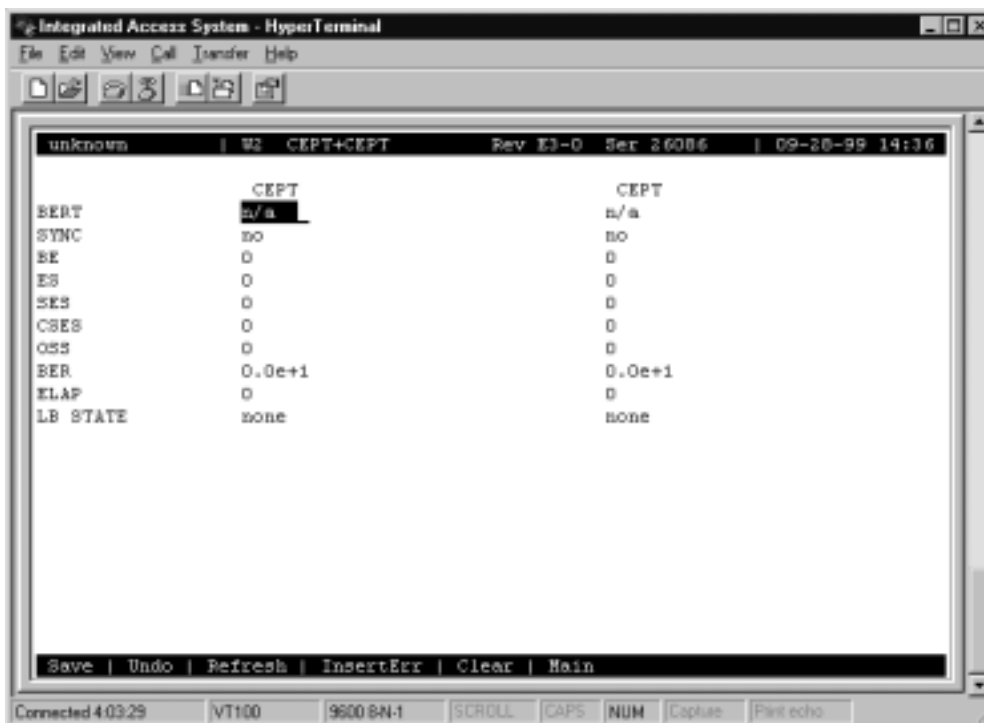 Integrated Access System - HyperTerminal
File Edit View Call Transfer Help
unknown | W2 CEPT+CEPT Rev E3-0 Ser 26086 | 09-28-99 14:36
CEPT CEPT
BERT n/a n/a
SYNC no no
BE 0 0
ES 0 0
SES 0 0
CSES 0 0
OSS 0 0
BER 0.0e+1 0.0e+1
ELAP 0 0
LB STATE none none
Save | Undo | Refresh | InsertErr | Clear | Main
Connected 4:03:29 VT100 9600 8-N-1 SCROLL CAPS NUM Capture Print echo